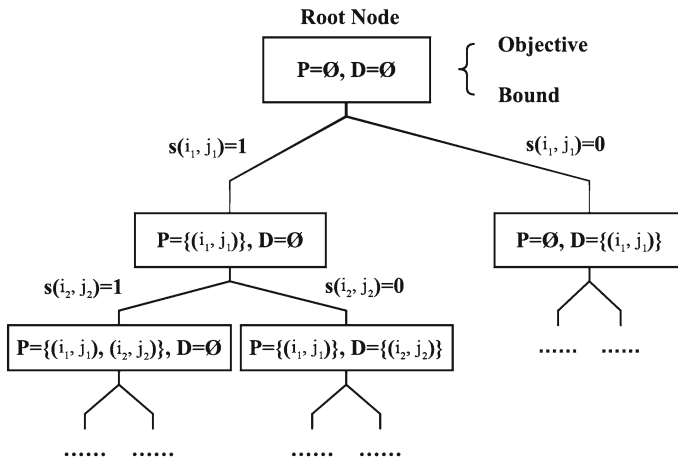 Root Node
P=Ø, D=Ø
Objective
Bound
s(i₁, j₁)=1
s(i₁, j₁)=0
P={(i₁, j₁)}, D=Ø
P=Ø, D={(i₁, j₁)}
s(i₂, j₂)=1
s(i₂, j₂)=0
P={(i₁, j₁), (i₂, j₂)}, D=Ø
P={(i₁, j₁)}, D={(i₂, j₂)}
...... ......
...... ...... ...... ......